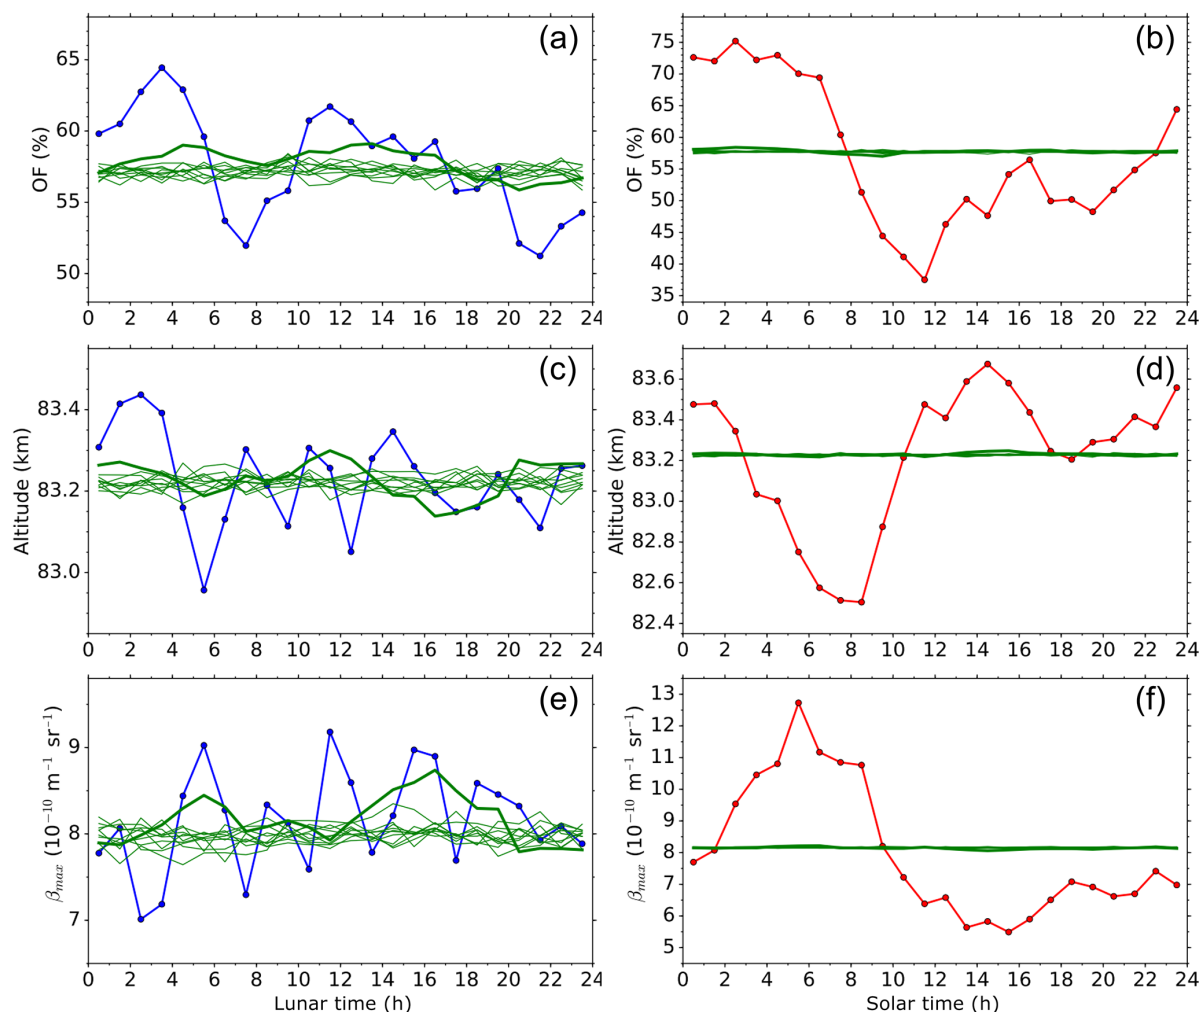 (a)
OF (%)
65
60
55
50
0 2 4 6 8 10 12 14 16 18 20 22 24
(b)
OF (%)
75
70
65
60
55
50
45
40
35
0 2 4 6 8 10 12 14 16 18 20 22 24
(c)
Altitude (km)
83.4
83.2
83.0
0 2 4 6 8 10 12 14 16 18 20 22 24
(d)
Altitude (km)
83.6
83.4
83.2
83.0
82.8
82.6
82.4
0 2 4 6 8 10 12 14 16 18 20 22 24
(e)
βmax (10⁻¹⁰ m⁻¹ sr⁻¹)
9
8
7
0 2 4 6 8 10 12 14 16 18 20 22 24
Lunar time (h)
(f)
βmax (10⁻¹⁰ m⁻¹ sr⁻¹)
13
12
11
10
9
8
7
6
5
0 2 4 6 8 10 12 14 16 18 20 22 24
Solar time (h)